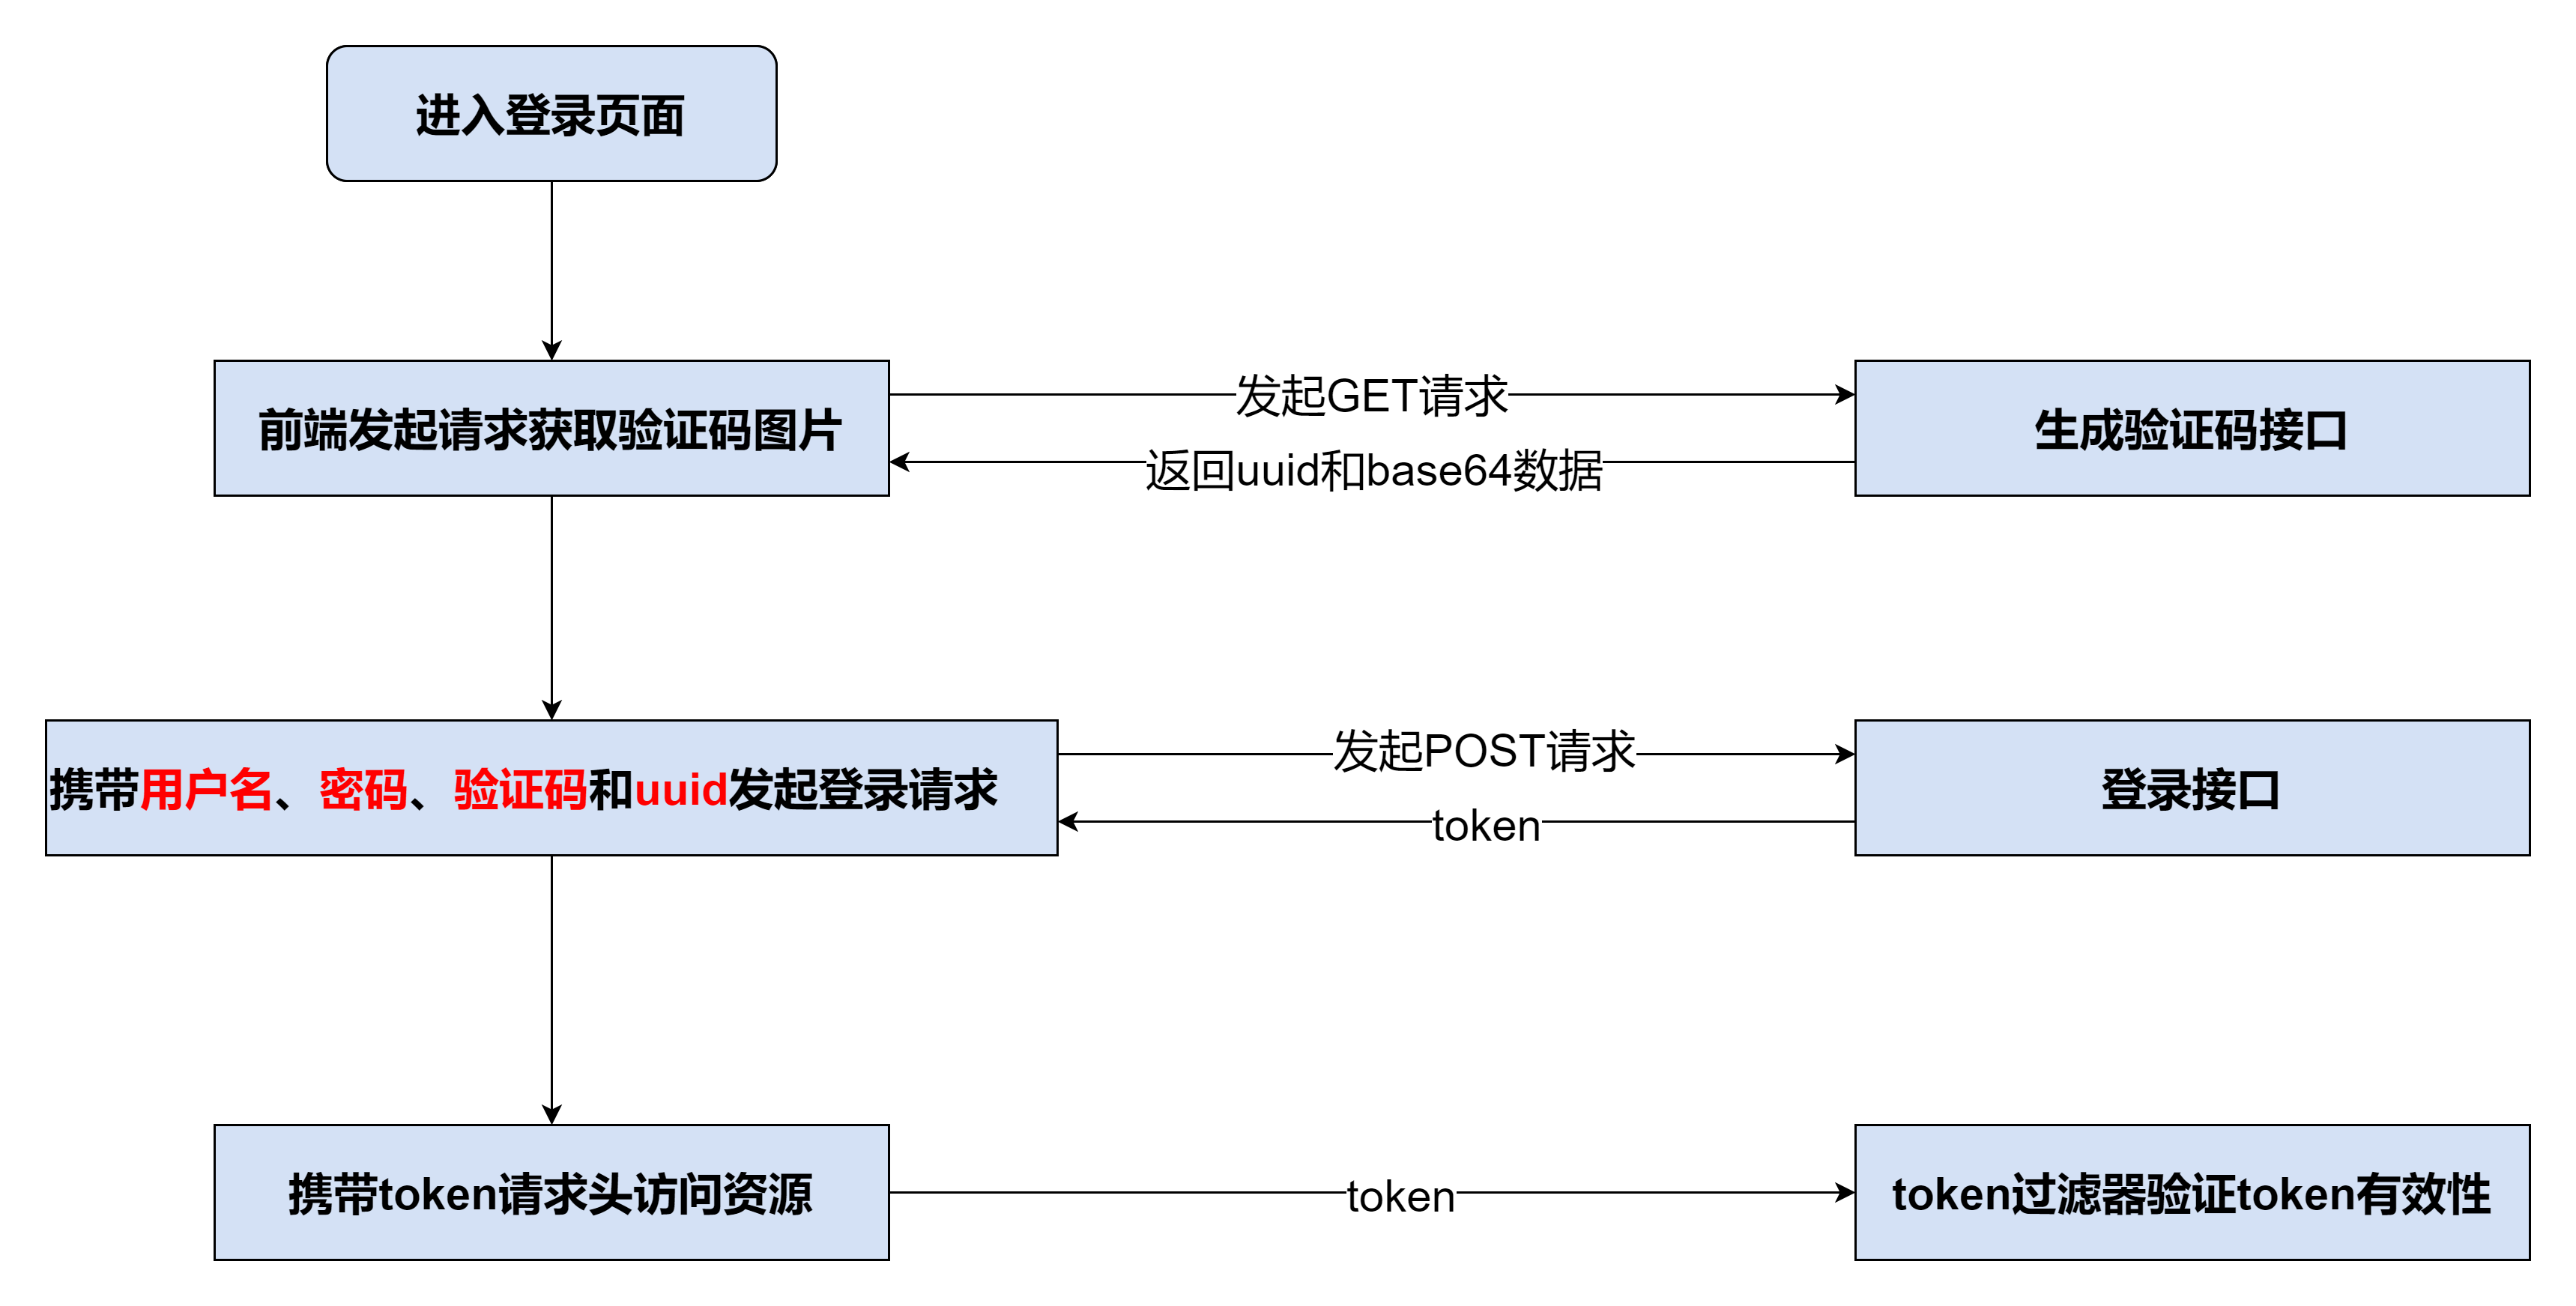 进入登录页面
前端发起请求获取验证码图片
发起GET请求
返回uuid和base64数据
生成验证码接口
携带用户名、密码、验证码和uuid发起登录请求
发起POST请求
token
登录接口
携带token请求头访问资源
token
token过滤器验证token有效性